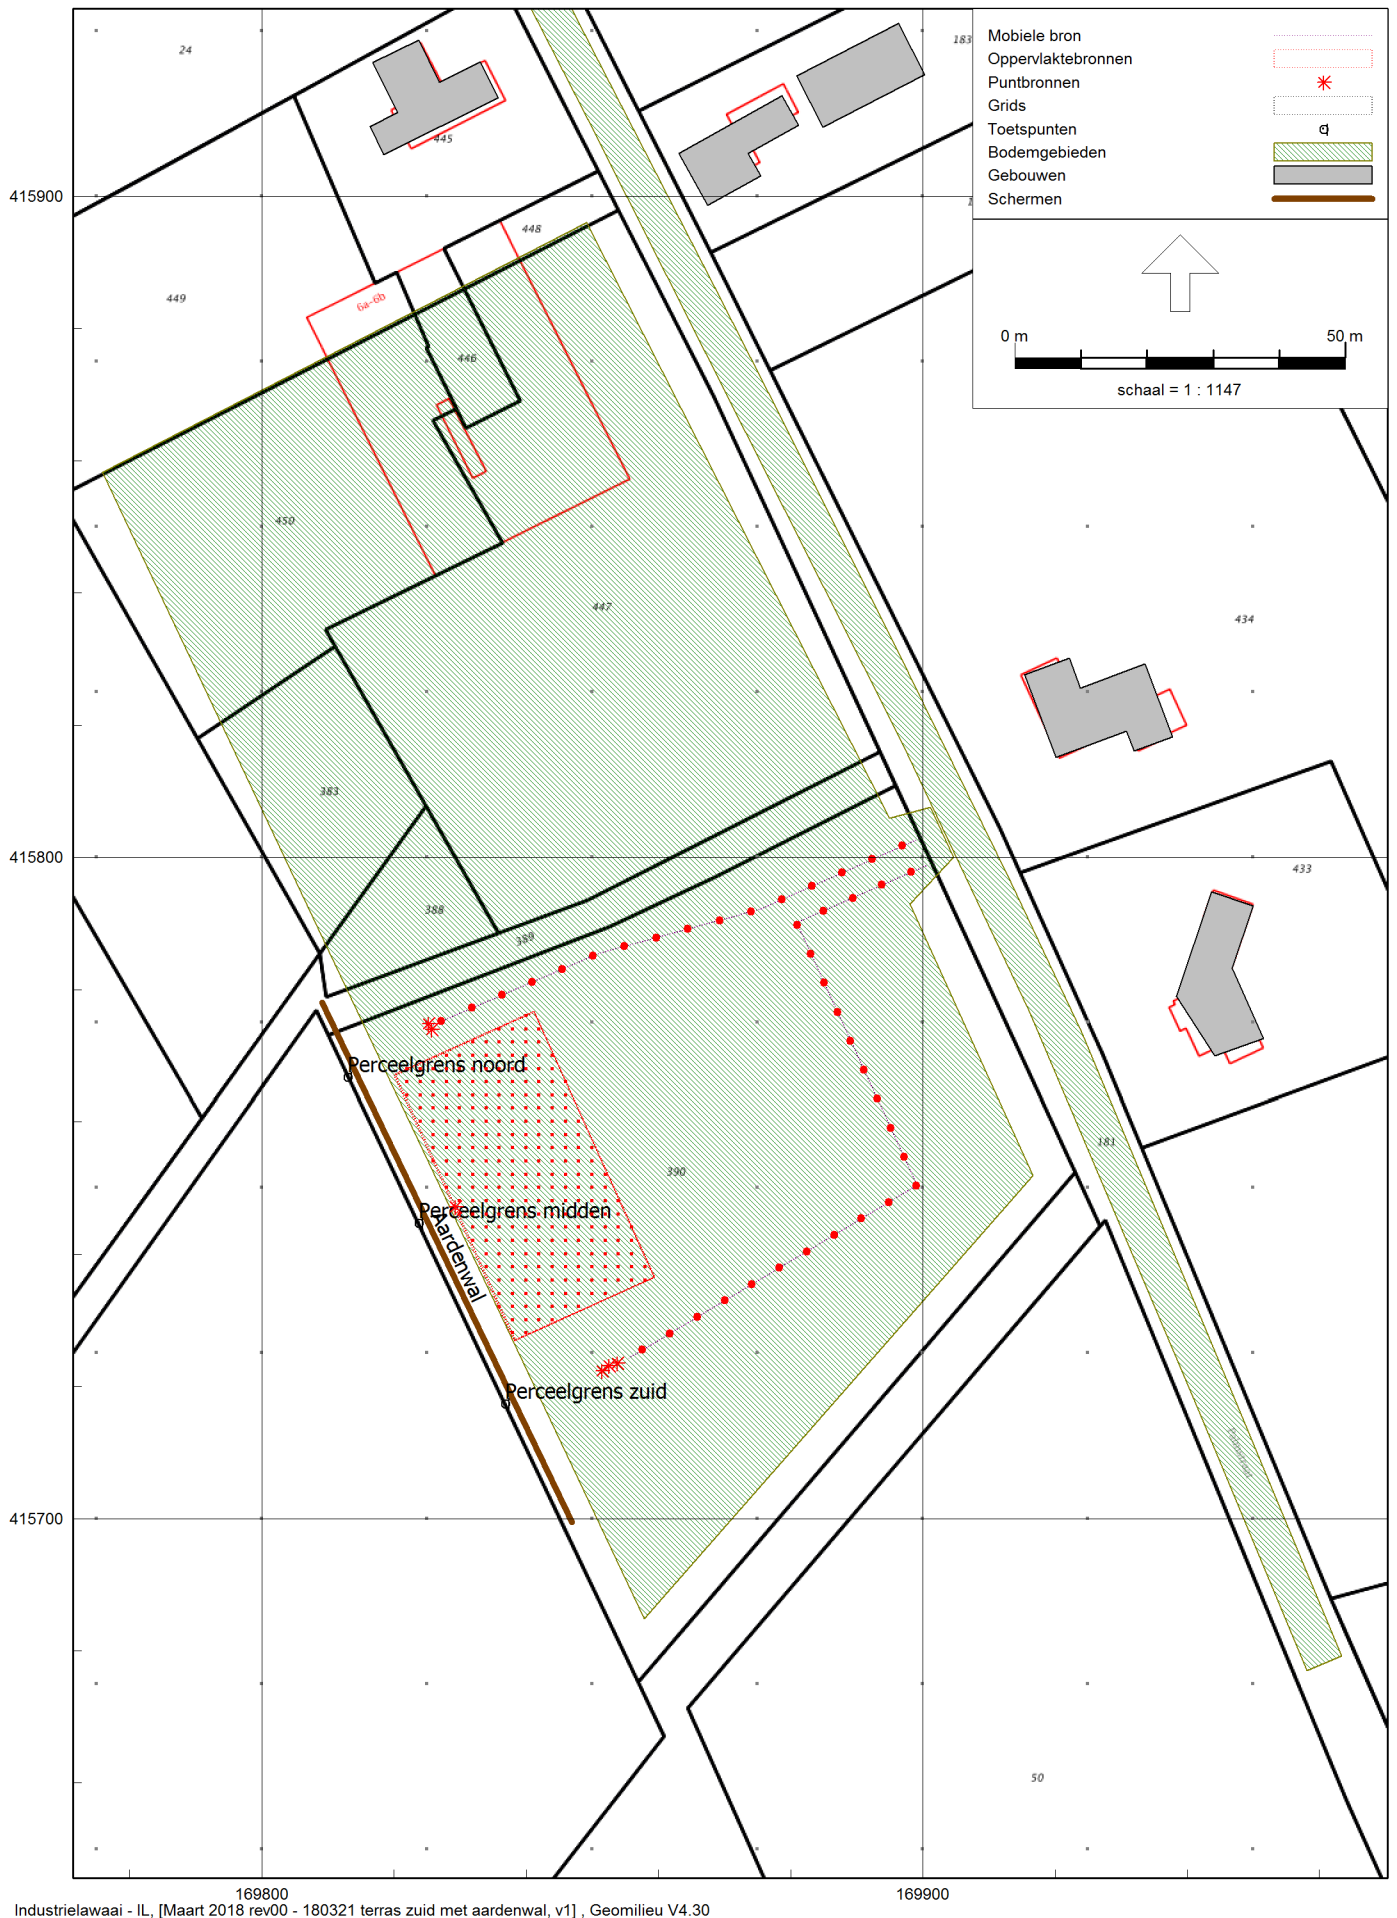 Mobiele bron
Oppervlaktebronnen
Puntbronnen
Grids
Toetspunten
Bodemgebieden
Gebouwen
Schermen
0 m 50 m
schaal = 1 : 1147
24
183
445
415900
448
449
6a-6b
446
450
447
434
383
415800
433
388
389
Perceelgrens noord
181
390
Perceelgrens midden
Aardenwal
Perceelgrens zuid
415700
50
169800 169900
Industrielawaai - IL, [Maart 2018 rev00 - 180321 terras zuid met aardenwal, v1] , Geomilieu V4.30